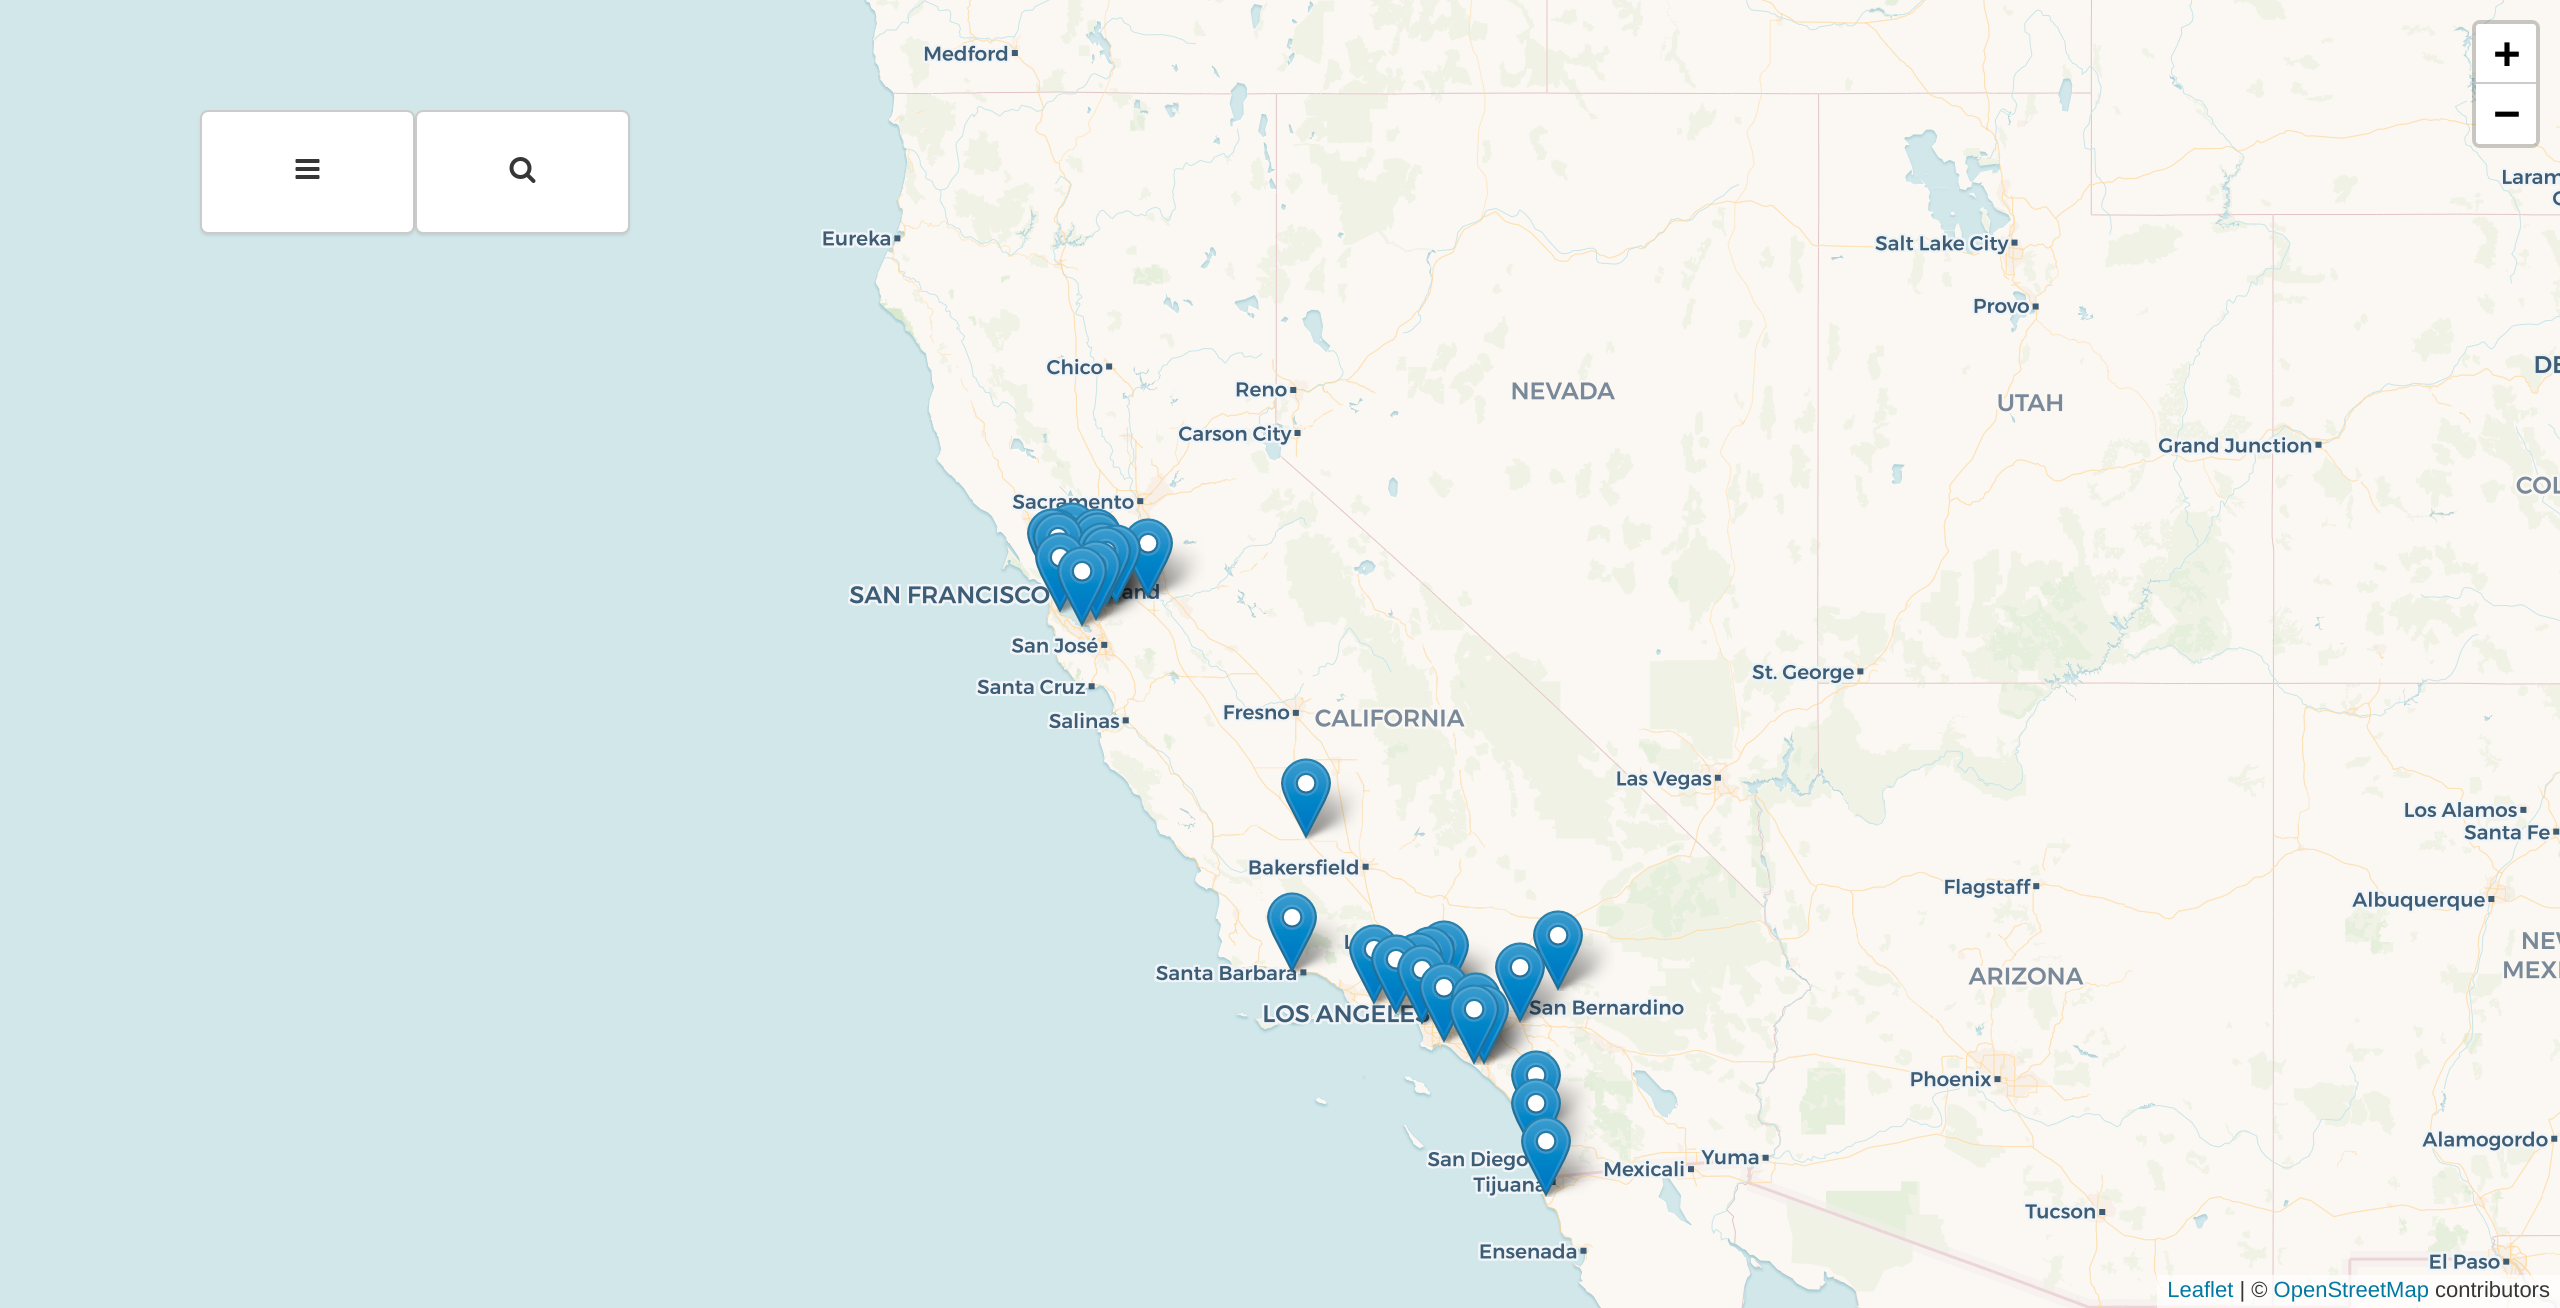 Medford
+
−
Laram
Eureka
Salt Lake City
Provo
Chico
DE
Reno
NEVADA
UTAH
Carson City
Grand Junction
COL
Sacramento
SAN FRANCISCO
and
San José
St. George
Santa Cruz
Fresno
CALIFORNIA
Salinas
Las Vegas
Los Alamos
Santa Fe
Bakersfield
Flagstaff
Albuquerque
NEW
MEXI
Santa Barbara
ARIZONA
LOS ANGELES
San Bernardino
Phoenix
Alamogordo
San Diego
Mexicali
Yuma
Tijuana
Tucson
Ensenada
El Paso
Leaflet | © OpenStreetMap contributors